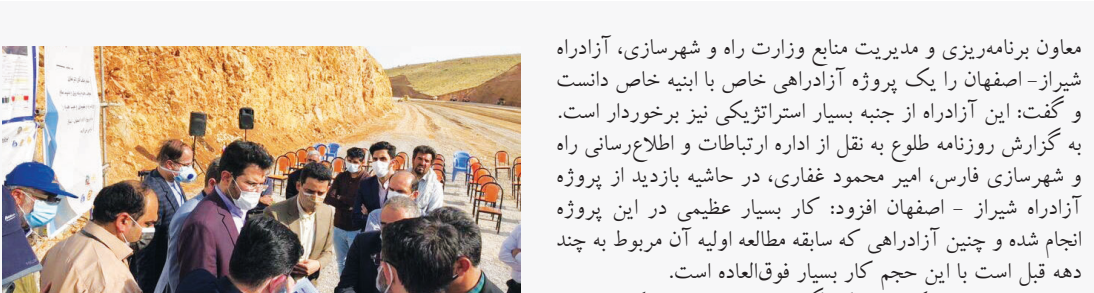 معاون برنامه‌ریزی و مدیریت منابع وزارت راه و شهرسازی، آزادراه
شیراز- اصفهان را یک پروژه آزادراهی خاص با ابنیه خاص دانست
و گفت: این آزادراه از جنبه بسیار استراتژیکی نیز برخوردار است.
به گزارش روزنامه طلوع به نقل از اداره ارتباطات و اطلاع‌رسانی راه
و شهرسازی فارس، امیر محمود غفاری، در حاشیه بازدید از پروژه
آزادراه شیراز - اصفهان افزود: کار بسیار عظیمی در این پروژه
انجام شده و چنین آزادراهی که سابقه مطالعه اولیه آن مربوط به چند
دهه قبل است با این حجم کار بسیار فوق‌العاده است.